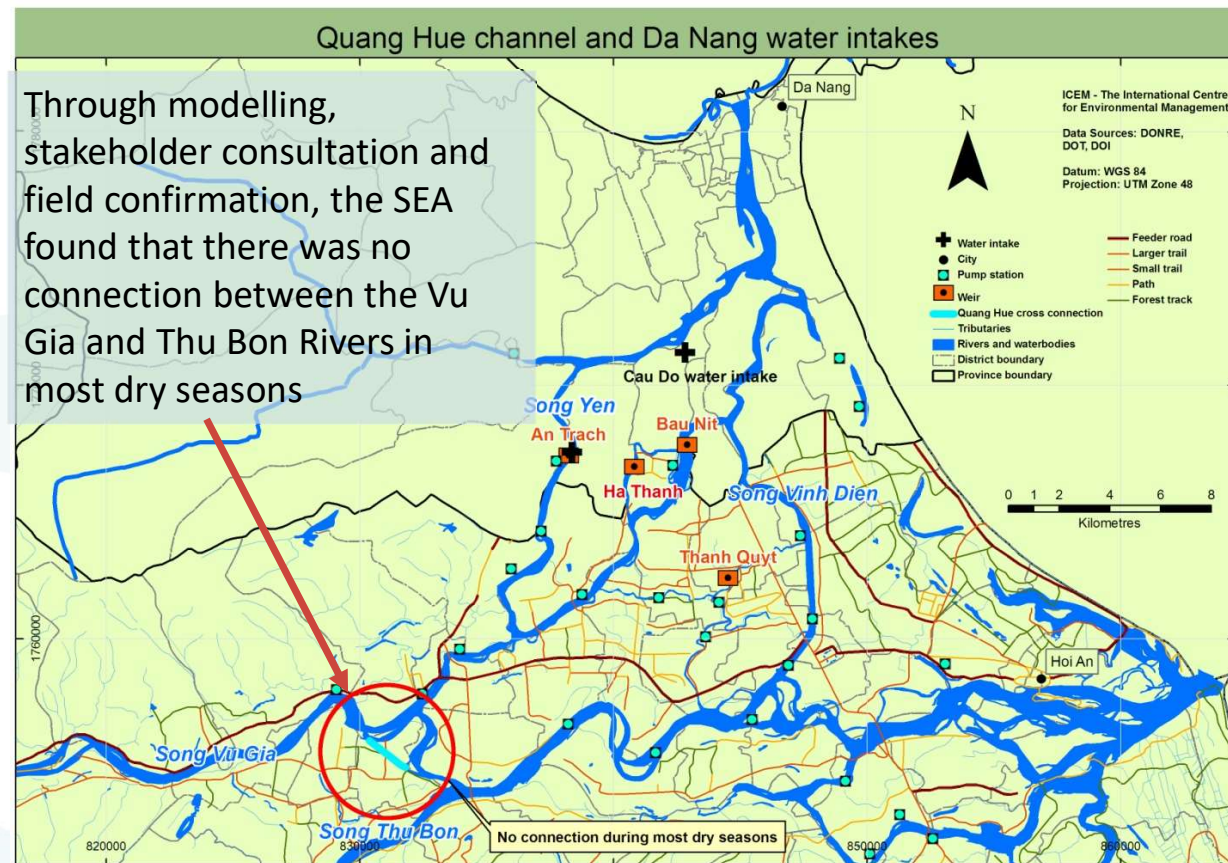 Quang Hue channel and Da Nang water intakes
Through modelling,
stakeholder consultation and
field confirmation, the SEA
found that there was no
connection between the Vu
Gia and Thu Bon Rivers in
most dry seasons
Da Nang
N
ICEM - The International Centre
for Environmental Management
Data Sources: DONRE,
DOT, DOI
Datum: WGS 84
Projection: UTM Zone 48
Water intake
City
Pump station
Weir
Quang Hue cross connection
Tributaries
Rivers and waterbodies
District boundary
Province boundary
Feeder road
Larger trail
Small trail
Path
Forest track
Cau Do water intake
Song Yen
An Trach
Bau Nit
Ha Thanh
Song Vinh Dien
0 1 2 4 6 8
Kilometres
Thanh Quyt
1760000
Hoi An
Song Vu Gia
Song Thu Bon
No connection during most dry seasons
820000
830000
850000
860000